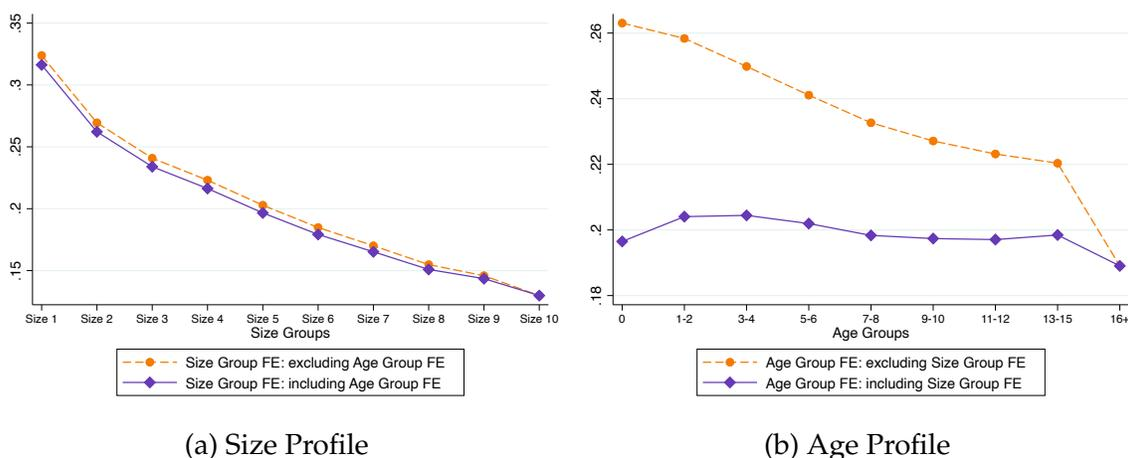 .35
.3
.25
.2
.15
Size 1 Size 2 Size 3 Size 4 Size 5 Size 6 Size 7 Size 8 Size 9 Size 10
Size Groups
Size Group FE: excluding Age Group FE
Size Group FE: including Age Group FE
(a) Size Profile
.26
.24
.22
.2
.18
0 1-2 3-4 5-6 7-8 9-10 11-12 13-15 16+
Age Groups
Age Group FE: excluding Size Group FE
Age Group FE: including Size Group FE
(b) Age Profile